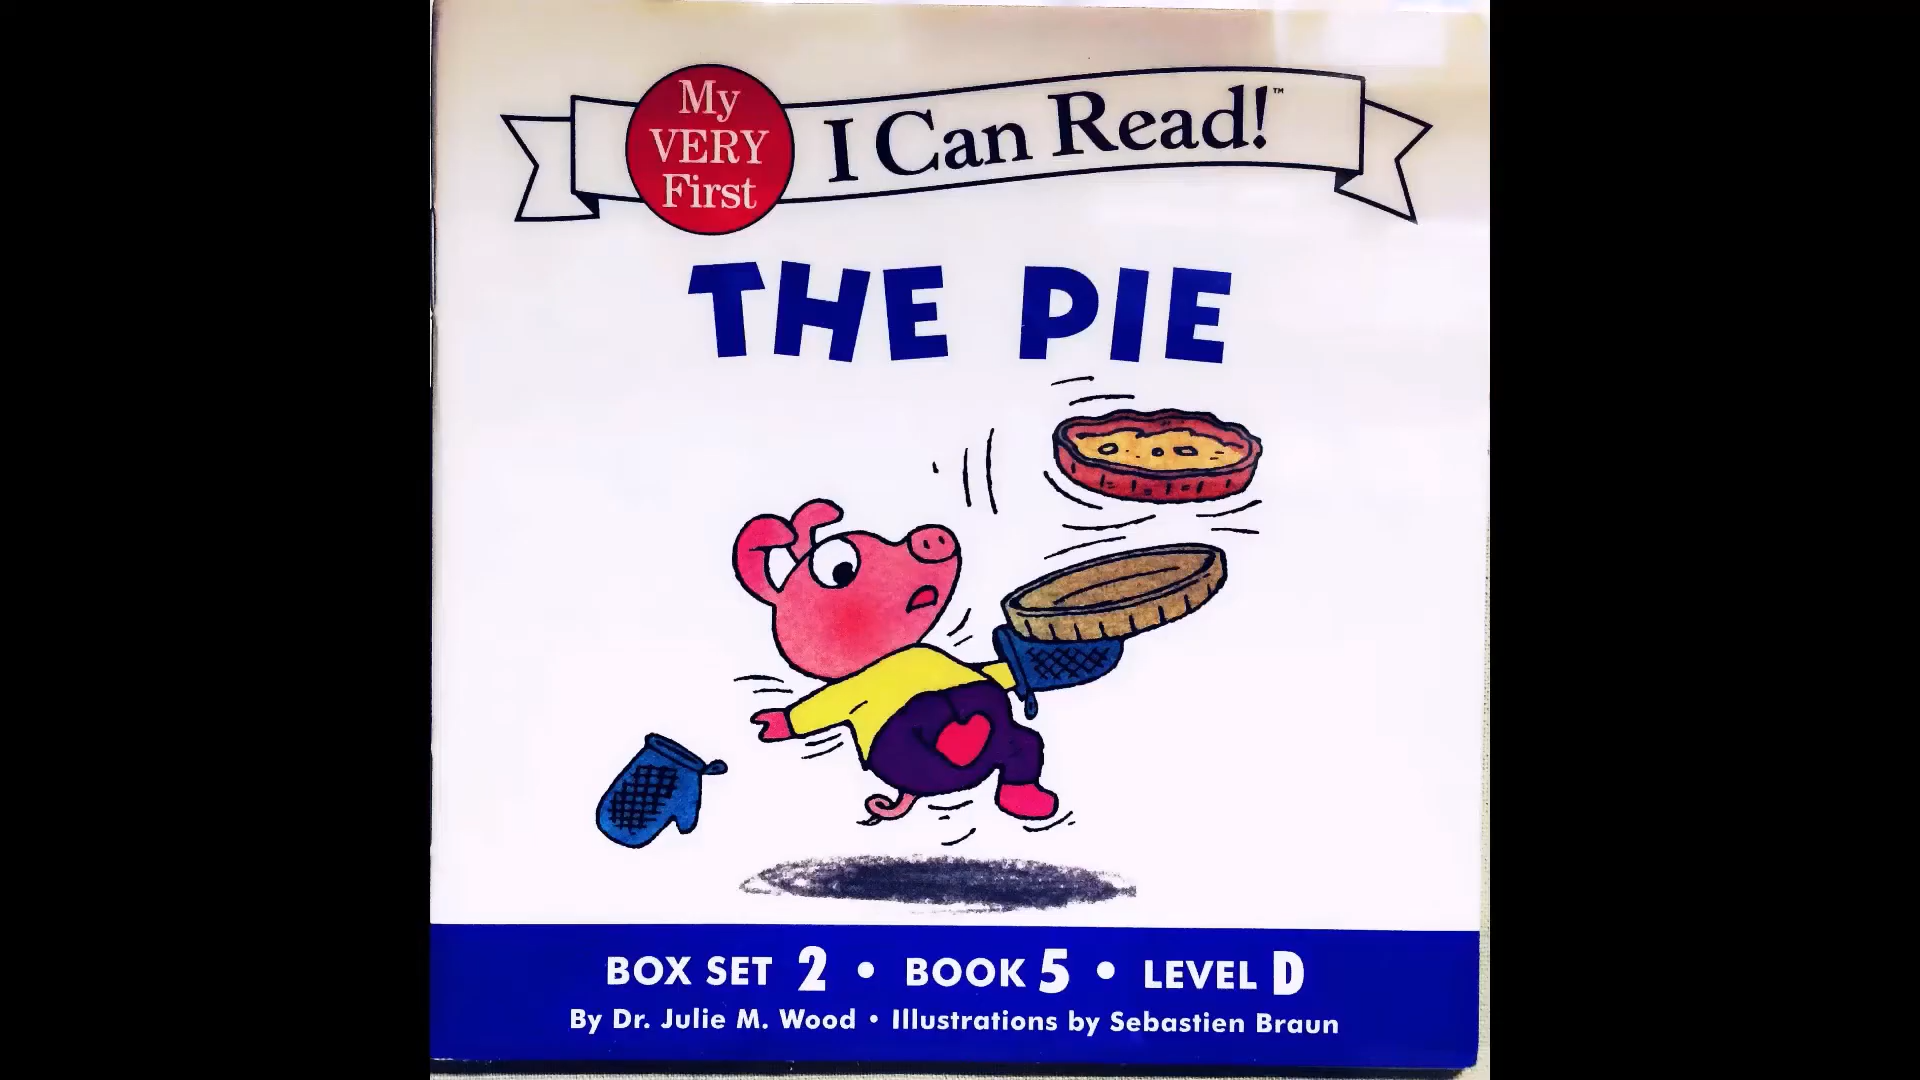 My
VERY
First
I Can Read!™
THE PIE
BOX SET 2 • BOOK 5 • LEVEL D
By Dr. Julie M. Wood • Illustrations by Sebastien Braun